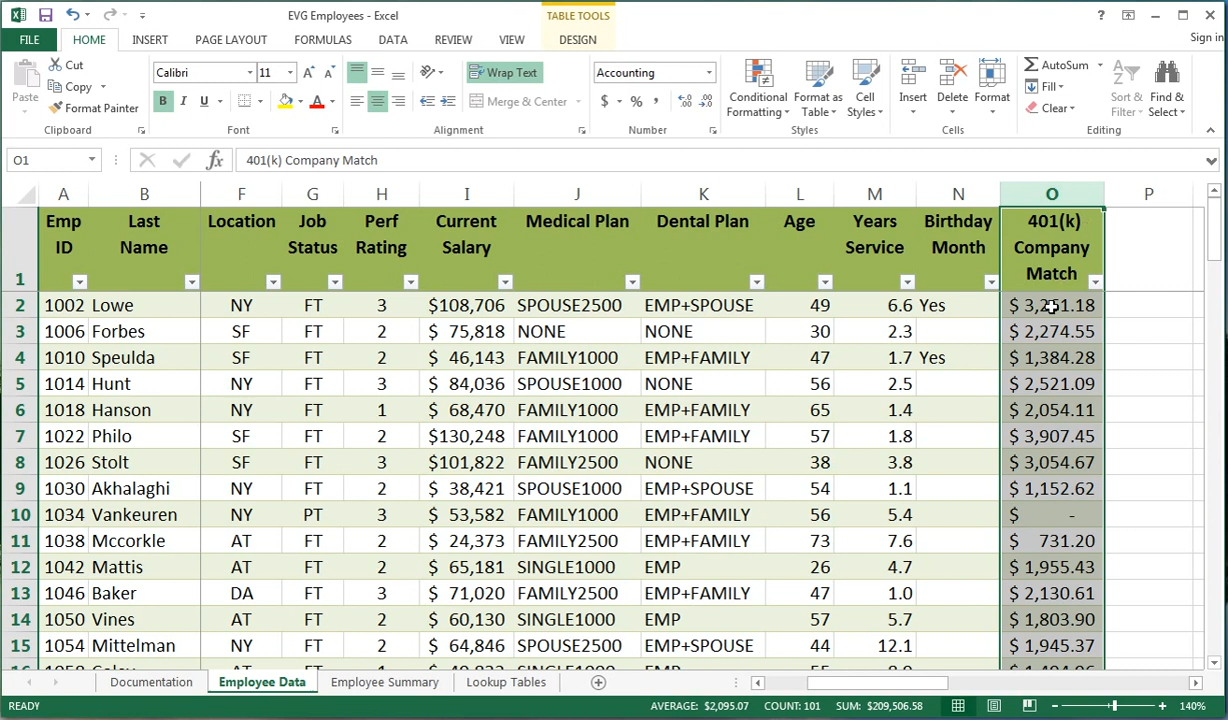 EVG Employees - Excel
TABLE TOOLS
? 
Sign in
FILE HOME INSERT PAGE LAYOUT FORMULAS DATA REVIEW VIEW DESIGN
Paste
Cut
Copy
Format Painter
Clipboard
Calibri 11
B I U
Font
Wrap Text
Merge & Center
Alignment
Accounting
$ % ,
Number
Conditional Formatting
Format as Table
Cell Styles
Styles
Insert Delete Format
Cells
AutoSum
Fill
Clear
Sort & Filter
Find & Select
Editing
O1 fx 401(k) Company Match
A B F G H I J K L M N O P
1 Emp ID Last Name Location Job Status Perf Rating Current Salary Medical Plan Dental Plan Age Years Service Birthday Month 401(k) Company Match
2 1002 Lowe NY FT 3 $108,706 SPOUSE2500 EMP+SPOUSE 49 6.6 Yes $ 3,261.18
3 1006 Forbes SF FT 2 $ 75,818 NONE NONE 30 2.3 $ 2,274.55
4 1010 Speulda SF FT 2 $ 46,143 FAMILY1000 EMP+FAMILY 47 1.7 Yes $ 1,384.28
5 1014 Hunt NY FT 3 $ 84,036 SPOUSE1000 NONE 56 2.5 $ 2,521.09
6 1018 Hanson NY FT 1 $ 68,470 FAMILY1000 EMP+FAMILY 65 1.4 $ 2,054.11
7 1022 Philo SF FT 2 $130,248 FAMILY1000 EMP+FAMILY 57 1.8 $ 3,907.45
8 1026 Stolt SF FT 3 $101,822 FAMILY2500 NONE 38 3.8 $ 3,054.67
9 1030 Akhalaghi NY FT 2 $ 38,421 SPOUSE1000 EMP+SPOUSE 54 1.1 $ 1,152.62
10 1034 Vankeuren NY PT 3 $ 53,582 FAMILY1000 EMP+FAMILY 56 5.4 $ -
11 1038 Mccorkle AT FT 2 $ 24,373 FAMILY2500 EMP+FAMILY 73 7.6 $ 731.20
12 1042 Mattis AT FT 2 $ 65,181 SINGLE1000 EMP 26 4.7 $ 1,955.43
13 1046 Baker DA FT 3 $ 71,020 FAMILY2500 EMP+FAMILY 47 1.0 $ 2,130.61
14 1050 Vines AT FT 2 $ 60,130 SINGLE1000 EMP 57 5.7 $ 1,803.90
15 1054 Mittelman NY FT 2 $ 64,846 SPOUSE2500 EMP+SPOUSE 44 12.1 $ 1,945.37
Documentation Employee Data Employee Summary Lookup Tables
READY AVERAGE: $2,095.07 COUNT: 101 SUM: $209,506.58 140%